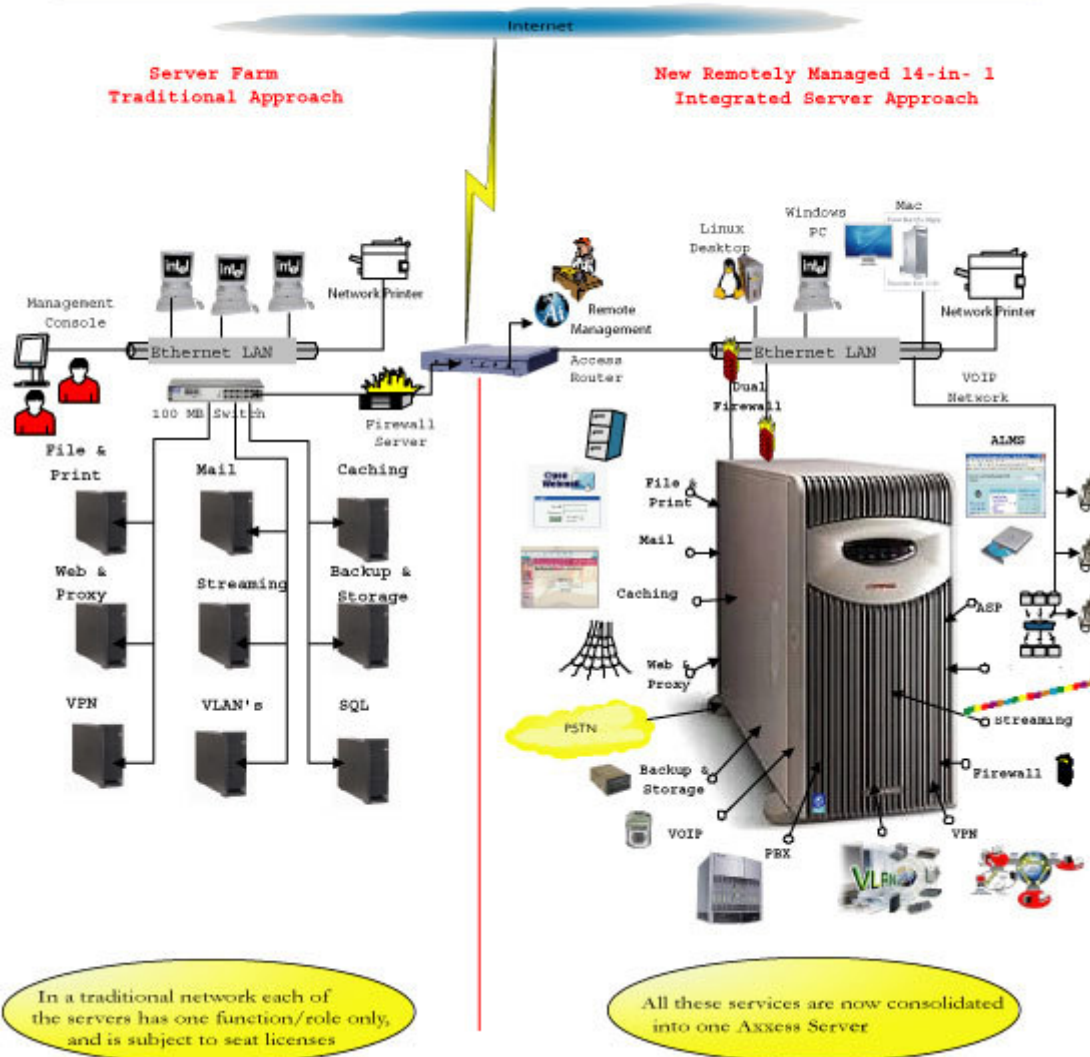 Internet
Server Farm
Traditional Approach
New Remotely Managed 14-in- 1
Integrated Server Approach
intel
intel
intel
Network Printer
Management
Console
Ethernet LAN
100 MB Switch
Firewall
Server
File &
Print
Mail
Caching
Web &
Proxy
Streaming
Backup &
Storage
VPN
VLAN's
SQL
Remote
Management
Access
Router
Linux
Desktop
Windows
PC
Mac
intel
Network Printer
Ethernet LAN
Dual
Firewall
VOIP
Network
ALMS
File &
Print
Mail
Caching
Web &
Proxy
PSTN
Backup &
Storage
VOIP
PBX
VLAN
VPN
Firewall
Streaming
ASP
In a traditional network each of
the servers has one function/role only,
and is subject to seat licenses
All these services are now consolidated
into one Axxess Server